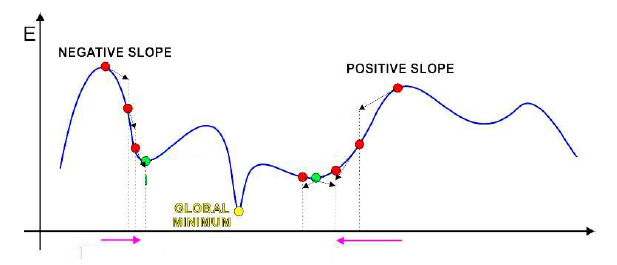 E
NEGATIVE SLOPE
POSITIVE SLOPE
GLOBAL
MINIMUM